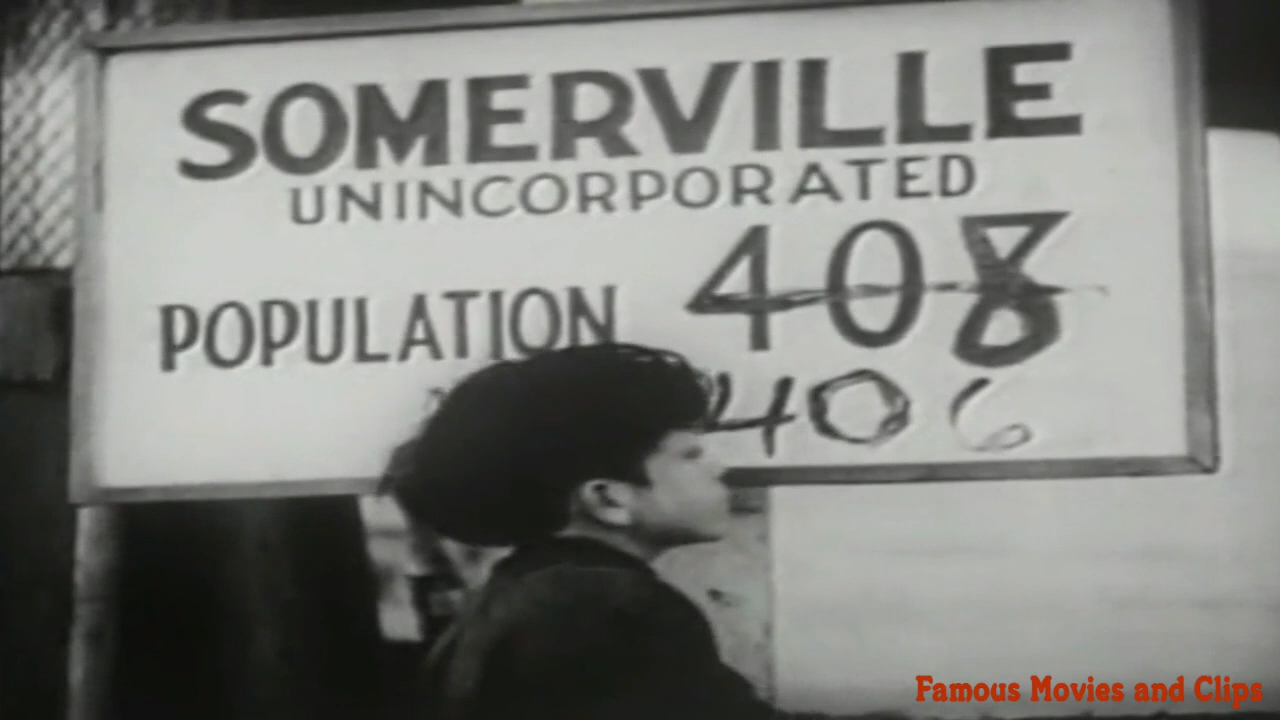 SOMERVILLE
UNINCORPORATED
POPULATION 408
406
Famous Movies and Clips